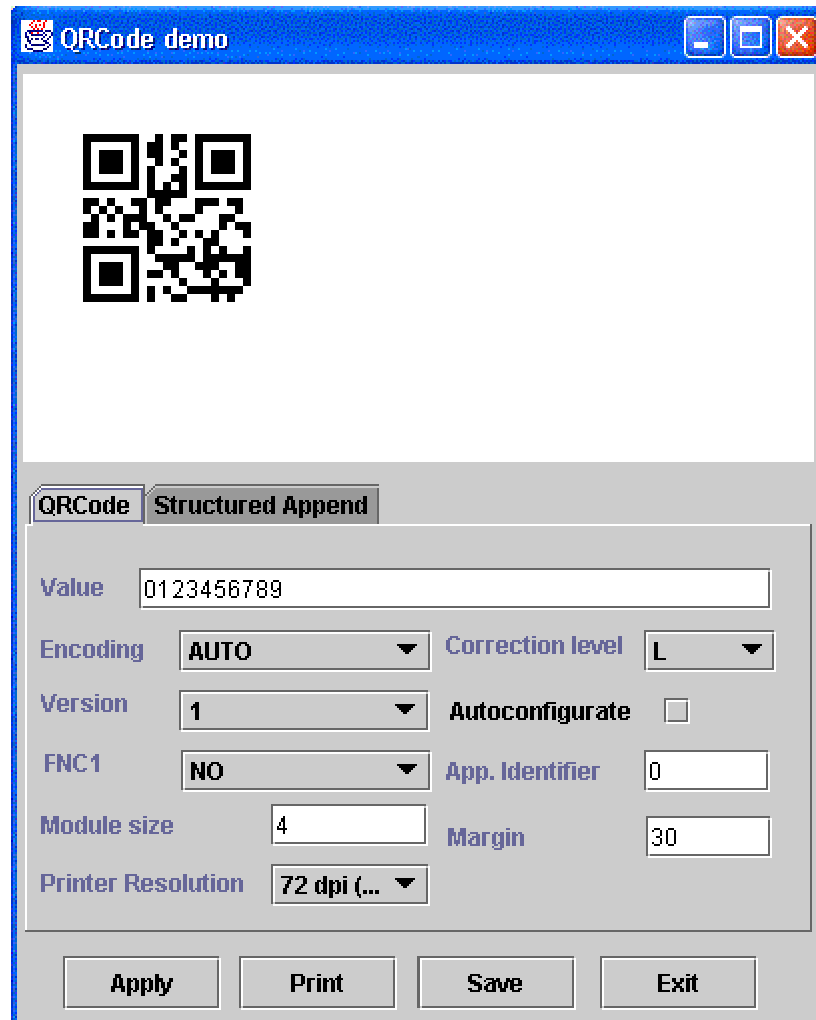 QRCode demo
QRCode Structured Append
Value 0123456789
Encoding AUTO Correction level L
Version 1 Autoconfigurate
FNC1 NO App. Identifier 0
Module size 4 Margin 30
Printer Resolution 72 dpi (...
Apply Print Save Exit